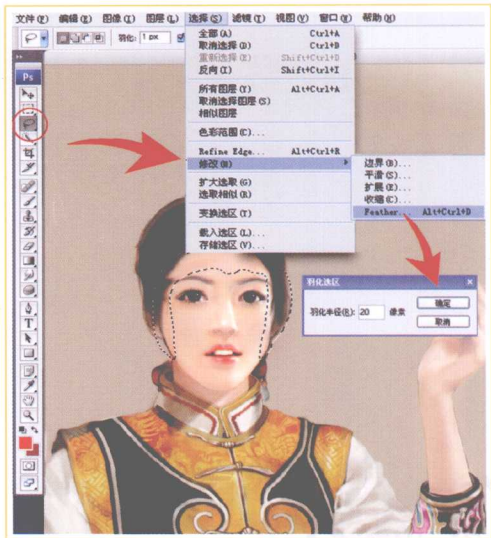 文件(F) 编辑(E) 图像(I) 图层(L) 选择(S) 滤镜(T) 视图(V) 窗口(W) 帮助(H)
羽化: 1 px
全部(A) Ctrl+A
取消选择(D) Ctrl+D
重新选择(E) Shift+Ctrl+D
反向(I) Shift+Ctrl+I
所有图层(Y) Alt+Ctrl+A
取消选择图层(S)
相似图层
色彩范围(C)...
Refine Edge... Alt+Ctrl+R
修改(M)
边界(B)...
平滑(S)...
扩展(E)...
收缩(C)...
Feather... Alt+Ctrl+D
扩大选取(G)
选取相似(R)
变换选区(T)
载入选区(L)...
存储选区(V)...
Ps
T
羽化选区
羽化半径(R): 20 像素
确定
取消